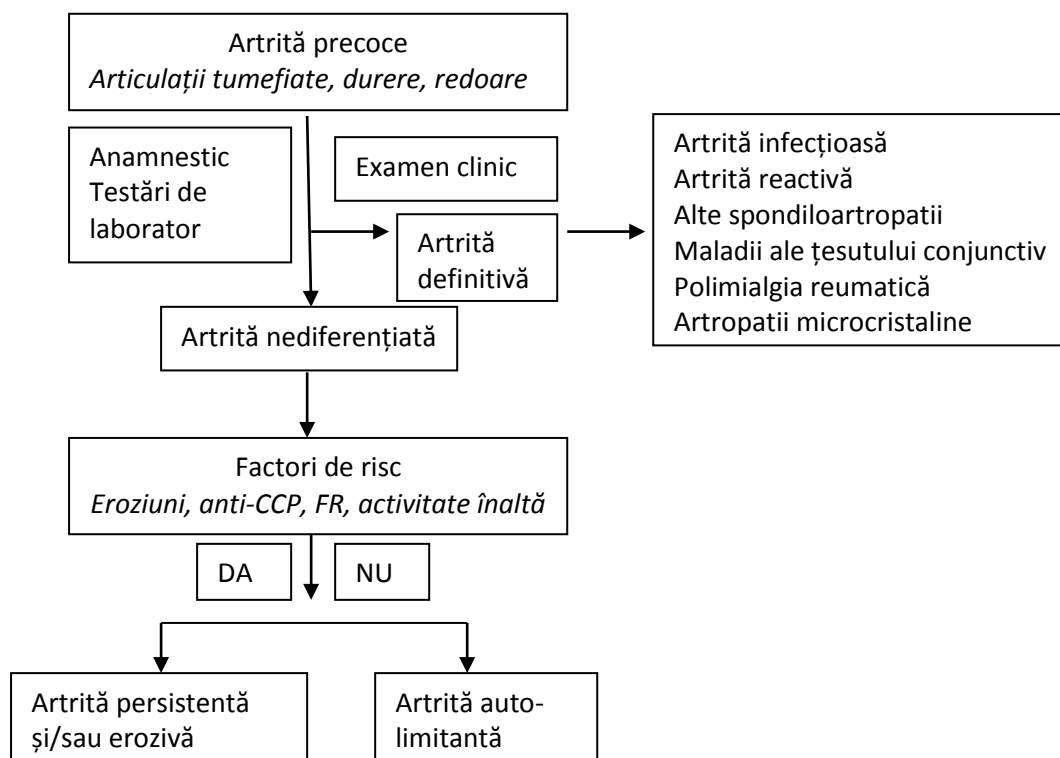 Artrită precoce
Articulații tumefiate, durere, redoare
Anamnestic
Testări de
laborator
Examen clinic
Artrită
definitivă
Artrită infecțioasă
Artrită reactivă
Alte spondiloartropatii
Maladii ale țesutului conjunctiv
Polimialgia reumatică
Artropatii microcristaline
Artrită nediferențiată
Factori de risc
Eroziuni, anti-CCP, FR, activitate înaltă
DA
NU
Artrită persistentă
și/sau erozivă
Artrită auto-
limitantă